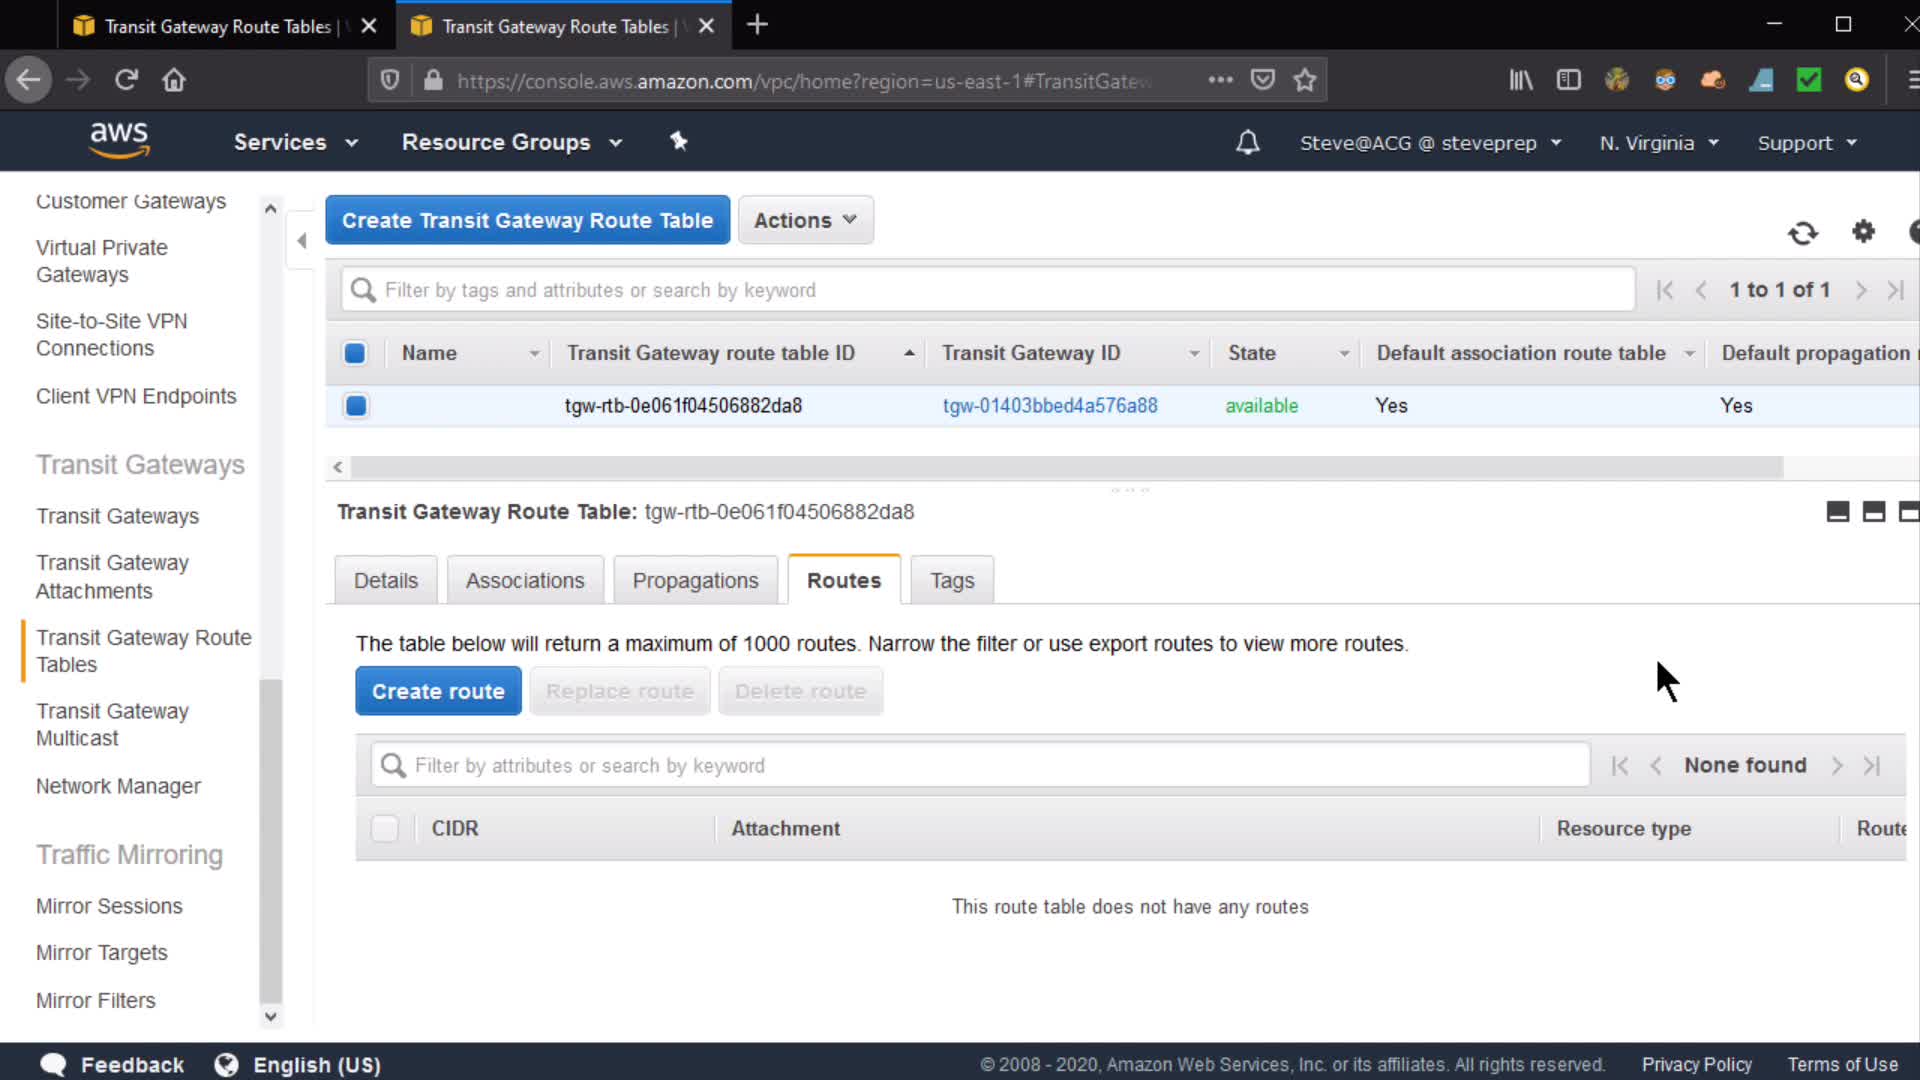 Transit Gateway Route Tables |
Transit Gateway Route Tables |
https://console.aws.amazon.com/vpc/home?region=us-east-1#TransitGatew
aws
Services
Resource Groups
Steve@ACG @ steveprep
N. Virginia
Support
Customer Gateways
Virtual Private
Gateways
Site-to-Site VPN
Connections
Client VPN Endpoints
Transit Gateways
Transit Gateways
Transit Gateway
Attachments
Transit Gateway Route
Tables
Transit Gateway
Multicast
Network Manager
Traffic Mirroring
Mirror Sessions
Mirror Targets
Mirror Filters
Create Transit Gateway Route Table
Actions
Filter by tags and attributes or search by keyword
1 to 1 of 1
Name
Transit Gateway route table ID
Transit Gateway ID
State
Default association route table
Default propagation
tgw-rtb-0e061f04506882da8
tgw-01403bbed4a576a88
available
Yes
Yes
Transit Gateway Route Table: tgw-rtb-0e061f04506882da8
Details
Associations
Propagations
Routes
Tags
The table below will return a maximum of 1000 routes. Narrow the filter or use export routes to view more routes.
Create route
Replace route
Delete route
Filter by attributes or search by keyword
None found
CIDR
Attachment
Resource type
Route
This route table does not have any routes
Feedback
English (US)
© 2008 - 2020, Amazon Web Services, Inc. or its affiliates. All rights reserved.
Privacy Policy
Terms of Use